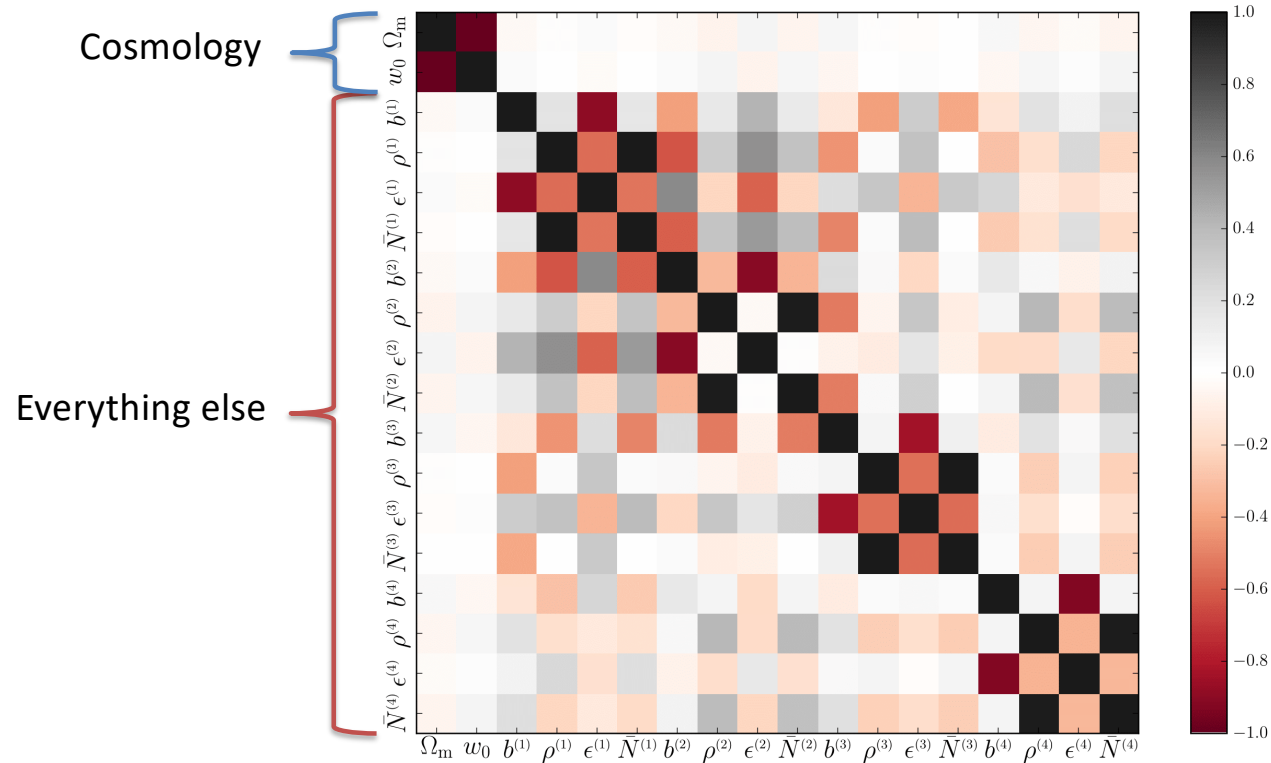 Cosmology
Everything else
Ωm
w0
b(1)
ρ(1)
ϵ(1)
N̄(1)
b(2)
ρ(2)
ϵ(2)
N̄(2)
b(3)
ρ(3)
ϵ(3)
N̄(3)
b(4)
ρ(4)
ϵ(4)
N̄(4)
Ωm w0 b(1) ρ(1) ϵ(1) N̄(1) b(2) ρ(2) ϵ(2) N̄(2) b(3) ρ(3) ϵ(3) N̄(3) b(4) ρ(4) ϵ(4) N̄(4)
1.0
0.8
0.6
0.4
0.2
0.0
−0.2
−0.4
−0.6
−0.8
−1.0